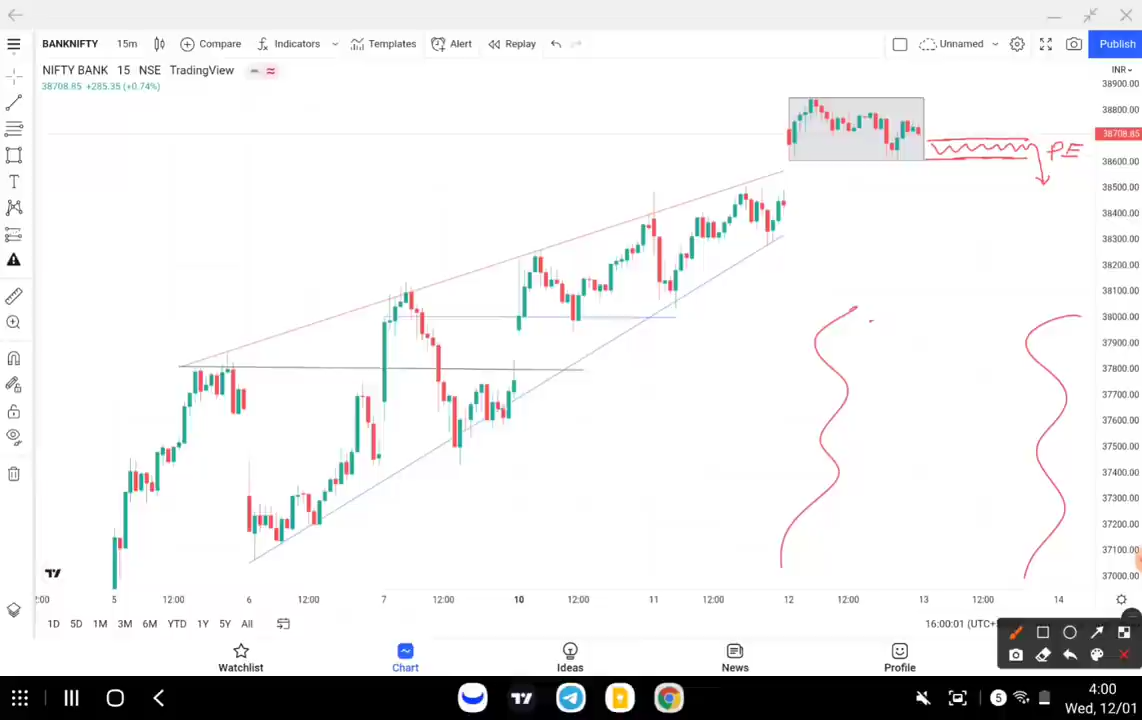 BANKNIFTY 15m Compare Indicators Templates Alert Replay Unnamed Publish
NIFTY BANK 15 NSE TradingView
38708.85 +285.35 (+0.74%)
INR
38900.00
38800.00
38708.85
38600.00
PE
38500.00
38400.00
38300.00
38200.00
38100.00
38000.00
37900.00
37800.00
37700.00
37600.00
37500.00
37400.00
37300.00
37200.00
37100.00
37000.00
:00 5 12:00 6 12:00 7 12:00 10 12:00 11 12:00 12 12:00 13 12:00 14
1D 5D 1M 3M 6M YTD 1Y 5Y All 16:00:01 (UTC+
Watchlist Chart Ideas News Profile
5 4:00
Wed, 12/01